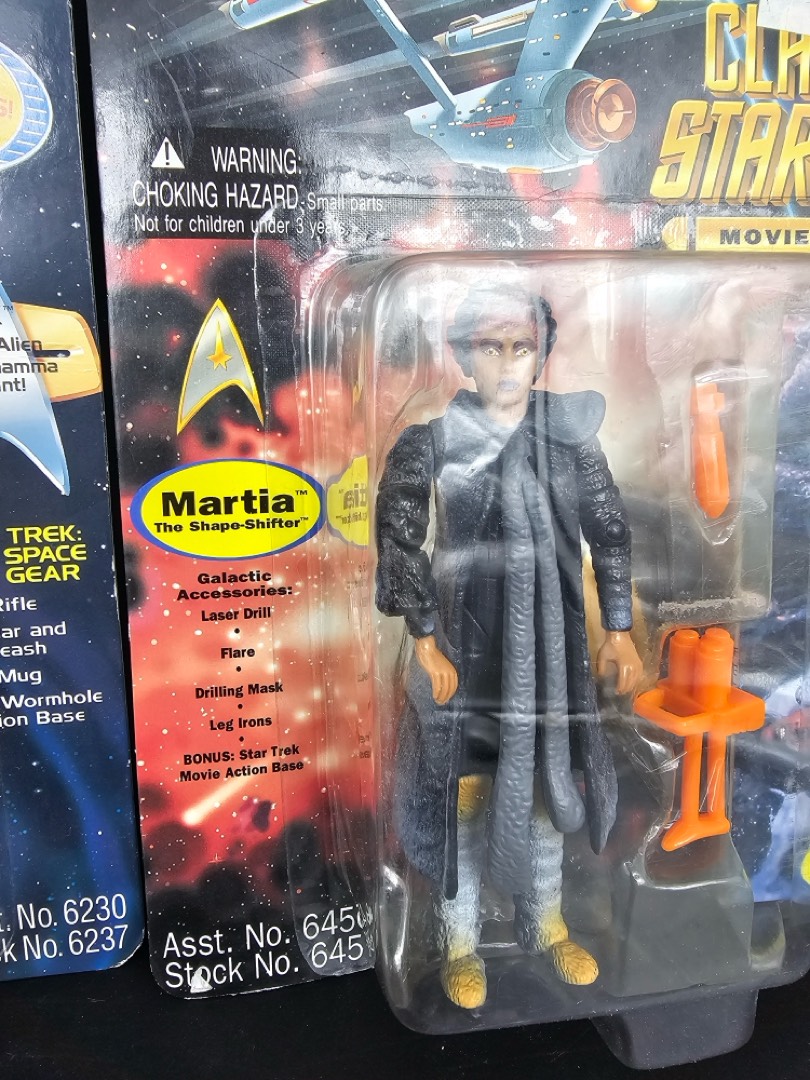 WARNING:
CHOKING HAZARD-Small parts
Not for children under 3 years.
CLA
STAR
MOVIE
Martia™
The Shape-Shifter™
Galactic
Accessories:
Laser Drill
•
Flare
•
Drilling Mask
•
Leg Irons
•
BONUS: Star Trek
Movie Action Base
Asst. No. 645
Stock No. 645
S!
Alien
amma
nt!
TREK:
SPACE
GEAR
Rifle
ar and
eash
Mug
Wormhole
ion Base
t. No. 6230
k No. 6237